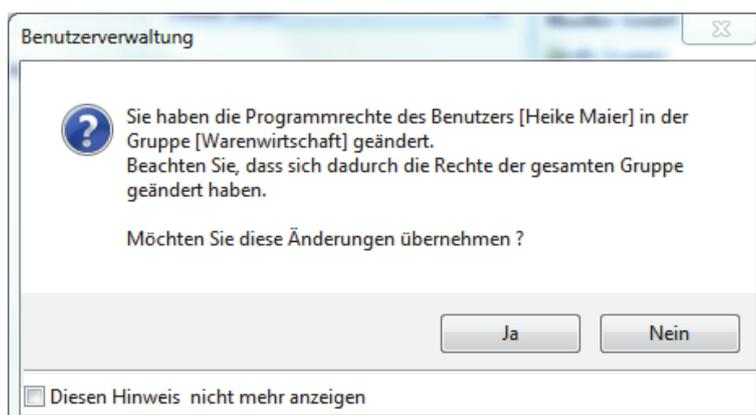 Benutzerverwaltung
Sie haben die Programmrechte des Benutzers [Heike Maier] in der
Gruppe [Warenwirtschaft] geändert.
Beachten Sie, dass sich dadurch die Rechte der gesamten Gruppe
geändert haben.
Möchten Sie diese Änderungen übernehmen ?
Ja
Nein
Diesen Hinweis  nicht mehr anzeigen